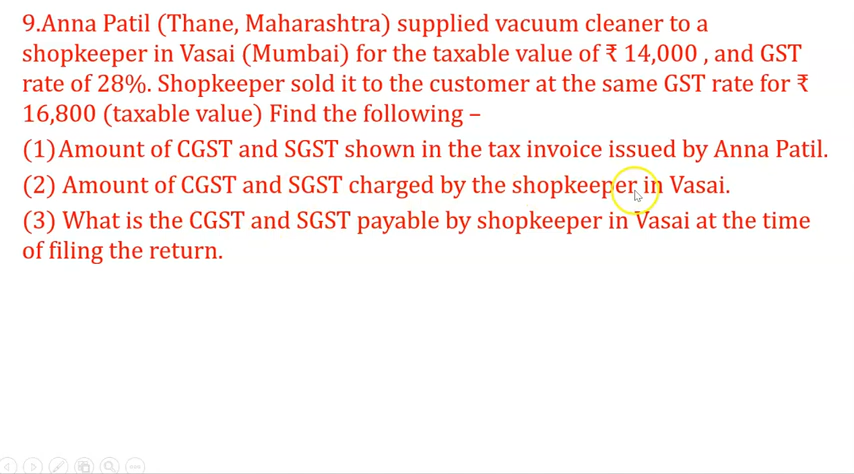 9.Anna Patil (Thane, Maharashtra) supplied vacuum cleaner to a
shopkeeper in Vasai (Mumbai) for the taxable value of ₹ 14,000 , and GST
rate of 28%. Shopkeeper sold it to the customer at the same GST rate for ₹
16,800 (taxable value) Find the following –
(1)Amount of CGST and SGST shown in the tax invoice issued by Anna Patil.
(2) Amount of CGST and SGST charged by the shopkeeper in Vasai.
(3) What is the CGST and SGST payable by shopkeeper in Vasai at the time
of filing the return.